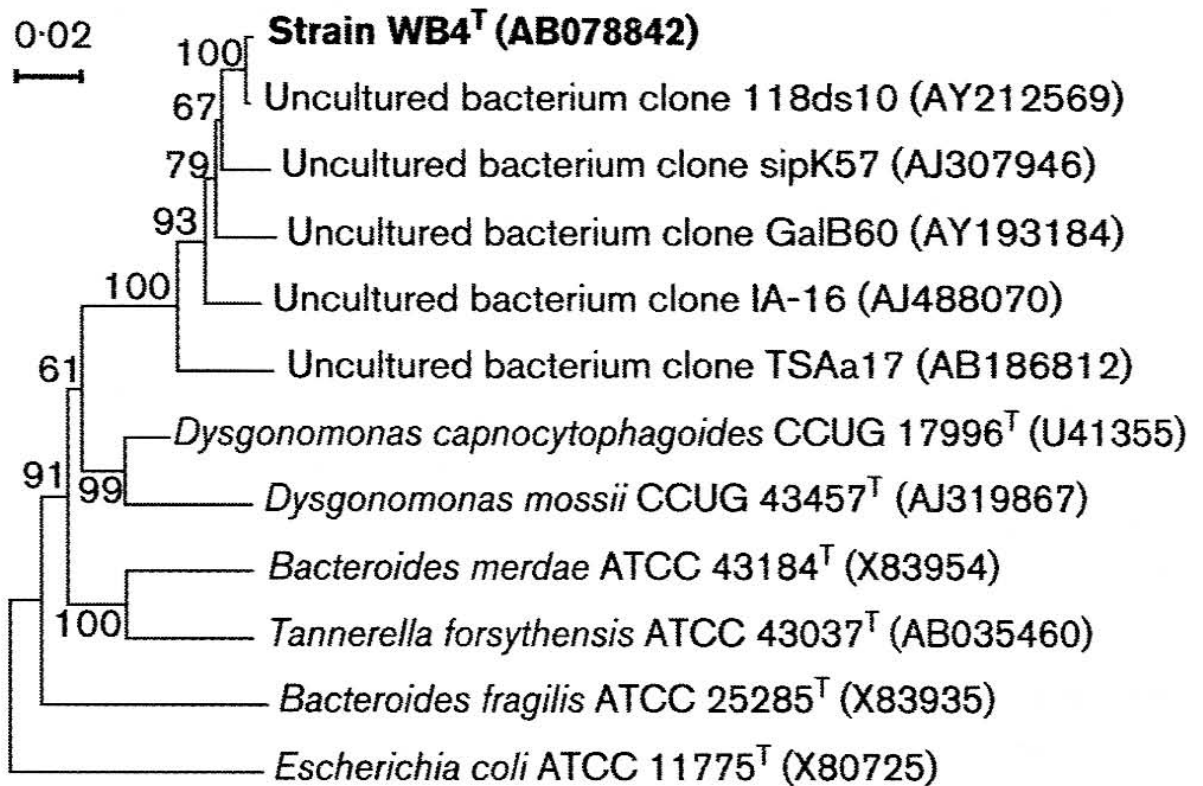 0·02
Strain WB4ᵀ (AB078842)
100
Uncultured bacterium clone 118ds10 (AY212569)
67
Uncultured bacterium clone sipK57 (AJ307946)
79
Uncultured bacterium clone GalB60 (AY193184)
93
Uncultured bacterium clone IA-16 (AJ488070)
100
Uncultured bacterium clone TSAa17 (AB186812)
61
Dysgonomonas capnocytophagoides CCUG 17996ᵀ (U41355)
91
99
Dysgonomonas mossii CCUG 43457ᵀ (AJ319867)
Bacteroides merdae ATCC 43184ᵀ (X83954)
100
Tannerella forsythensis ATCC 43037ᵀ (AB035460)
Bacteroides fragilis ATCC 25285ᵀ (X83935)
Escherichia coli ATCC 11775ᵀ (X80725)